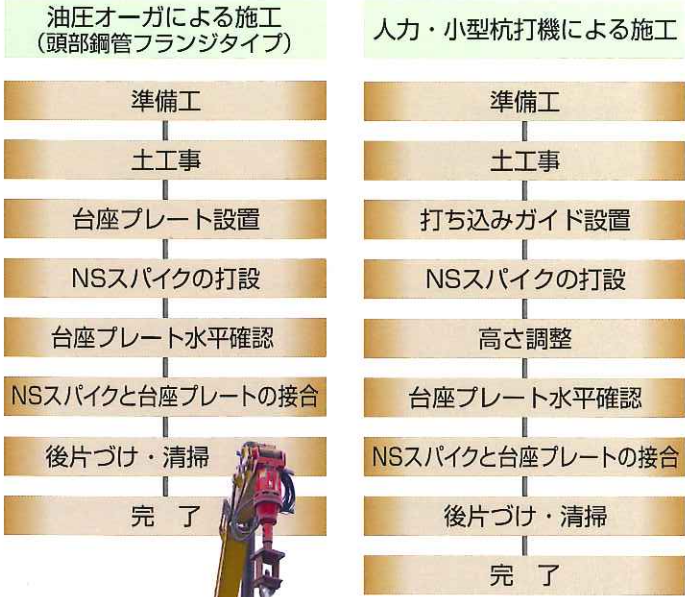 油圧オーガによる施工
（頭部鋼管フランジタイプ）
準備工
土工事
台座プレート設置
NSスパイクの打設
台座プレート水平確認
NSスパイクと台座プレートの接合
後片づけ・清掃
完 了
人力・小型杭打機による施工
準備工
土工事
打ち込みガイド設置
NSスパイクの打設
高さ調整
台座プレート水平確認
NSスパイクと台座プレートの接合
後片づけ・清掃
完 了